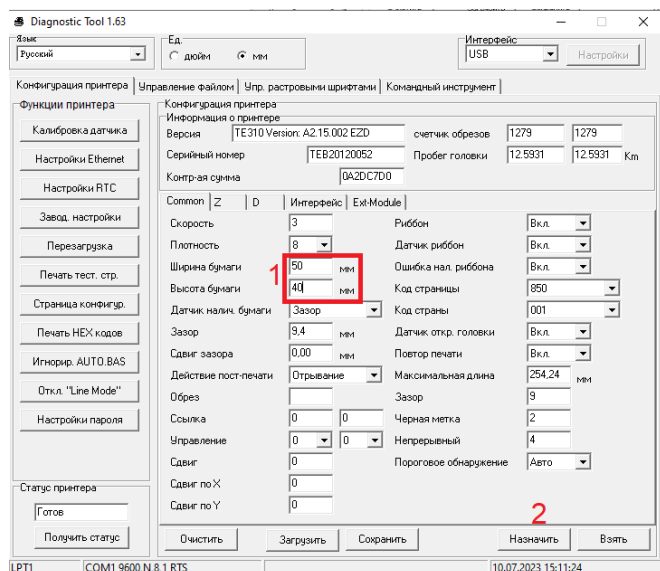 Diagnostic Tool 1.63
Язык
Русский
Ед.
дюйм мм
Интерфейс
USB Настройки
Конфигурация принтера Управление файлом Упр. растровыми шрифтами Командный инструмент
Функции принтера
Калибровка датчика
Настройки Ethernet
Настройки RTC
Завод. настройки
Перезагрузка
Печать тест. стр.
Страница конфигур.
Печать HEX кодов
Игнорир. AUTO.BAS
Откл. "Line Mode"
Настройки пароля
Статус принтера
Готов
Получить статус
Конфигурация принтера
Информация о принтере
Версия TE310 Version: A2.15.002 EZD счетчик обрезов 1279 1279
Серийный номер TEB20120052 Пробег головки 12.5931 12.5931 Km
Контр-ая сумма 0A2DC7D0
Common Z D Интерфейс Ext-Module
Скорость 3 Риббон Вкл.
Плотность 8 Датчик риббон Вкл.
1 Ширина бумаги 50 мм Ошибка нал. риббона Вкл.
Высота бумаги 40 мм Код страницы 850
Датчик налич. бумаги Зазор Код страны 001
Зазор 9,4 мм Датчик откр. головки Вкл.
Сдвиг зазора 0,00 мм Повтор печати Вкл.
Действие пост-печати Отрывание Максимальная длина 254,24 мм
Обрез Зазор 9
Ссылка 0 0 Черная метка 2
Управление 0 0 Непрерывный 4
Сдвиг 0 Пороговое обнаружение Авто
Сдвиг по X 0
Сдвиг по Y 0
2
Очистить Загрузить Сохранить Назначить Взять
LPT1 COM1 9600 N 8 1 RTS 10.07.2023 15:11:24